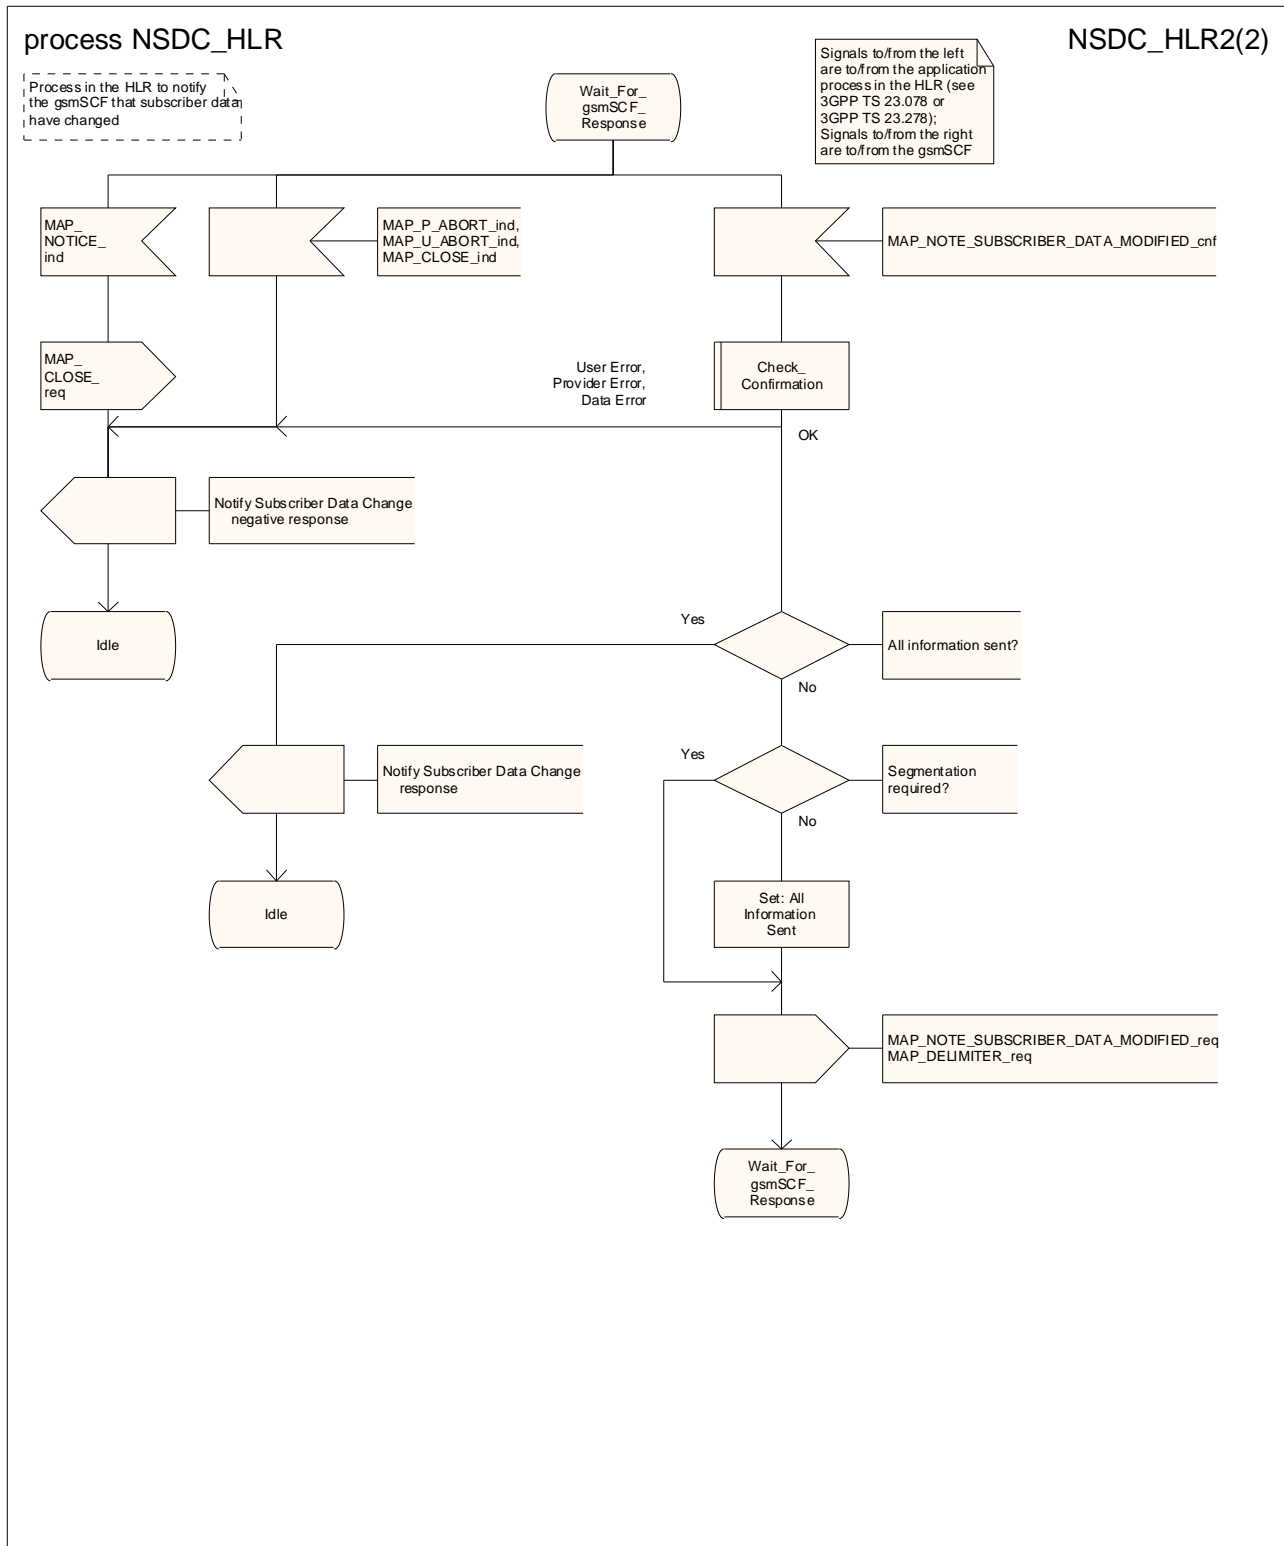 process NSDC_HLR
NSDC_HLR2(2)
Process in the HLR to notify
the gsmSCF that subscriber data
have changed
Wait_For_
gsmSCF_
Response
Signals to/from the left
are to/from the application
process in the HLR (see
3GPP TS 23.078 or
3GPP TS 23.278);
Signals to/from the right
are to/from the gsmSCF
MAP_
NOTICE_
ind
MAP_P_ABORT_ind,
MAP_U_ABORT_ind,
MAP_CLOSE_ind
MAP_NOTE_SUBSCRIBER_DATA_MODIFIED_cnf
MAP_
CLOSE_
req
User Error,
Provider Error,
Data Error
Check_
Confirmation
OK
Notify Subscriber Data Change
negative response
Idle
Yes
All information sent?
No
Notify Subscriber Data Change
response
Yes
Segmentation
required?
No
Idle
Set: All
Information
Sent
MAP_NOTE_SUBSCRIBER_DATA_MODIFIED_req
MAP_DELIMITER_req
Wait_For_
gsmSCF_
Response